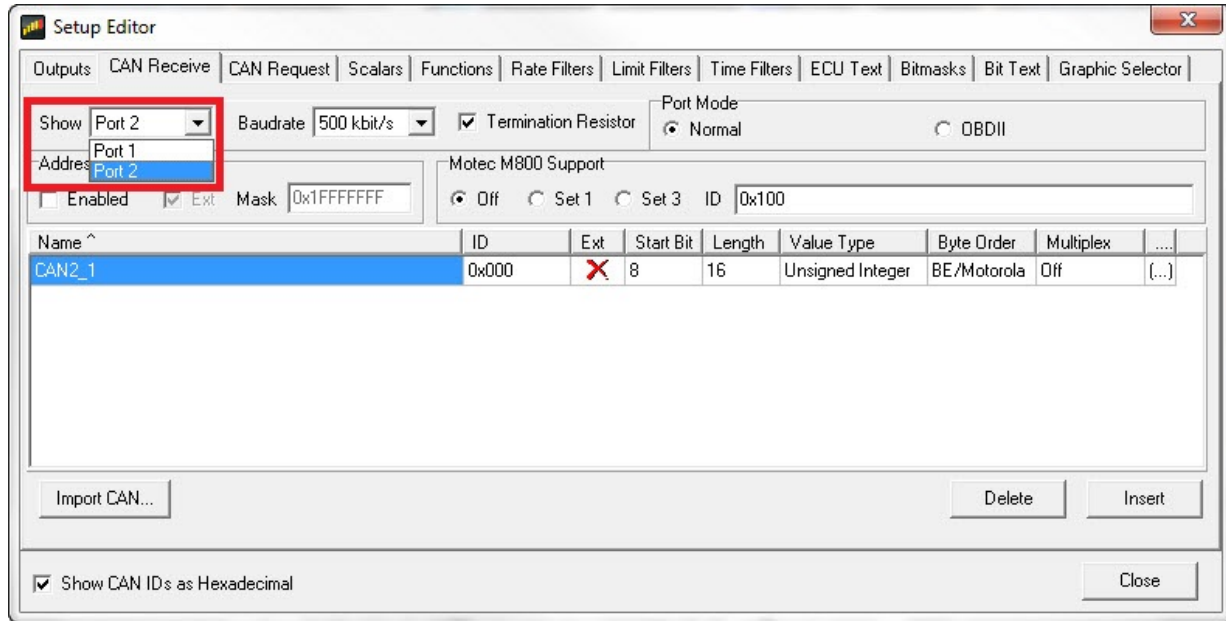 Setup Editor
Outputs CAN Receive CAN Request Scalars Functions Rate Filters Limit Filters Time Filters ECU Text Bitmasks Bit Text Graphic Selector
Show Port 2 Baudrate 500 kbit/s Termination Resistor
Port Mode
Normal OBDII
Port 1
Port 2
Addres
Enabled Ext Mask 0x1FFFFFFF
Motec M800 Support
Off Set 1 Set 3 ID 0x100
Name ^ ID Ext Start Bit Length Value Type Byte Order Multiplex ....
CAN2_1 0x000 8 16 Unsigned Integer BE/Motorola Off (...)
Import CAN... Delete Insert
Show CAN IDs as Hexadecimal Close